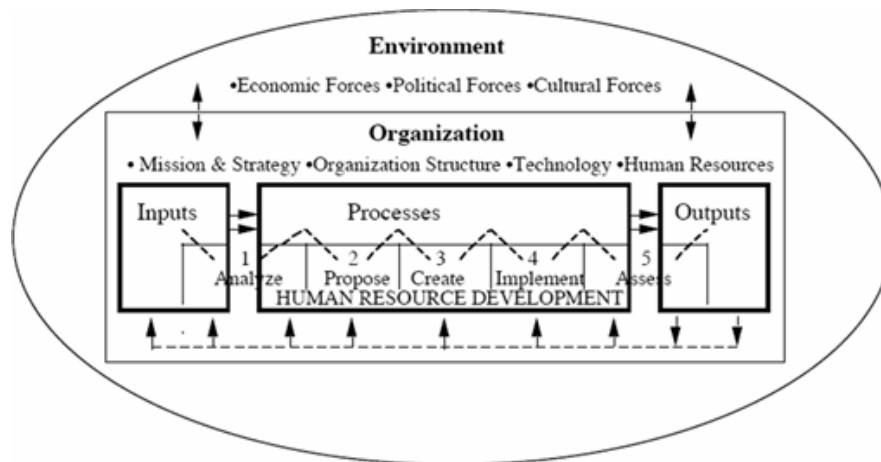 Environment
•Economic Forces •Political Forces •Cultural Forces
Organization
• Mission & Strategy •Organization Structure •Technology •Human Resources
Inputs
Processes
Outputs
1 2 3 4 5
Analyze Propose Create Implement Assess
HUMAN RESOURCE DEVELOPMENT